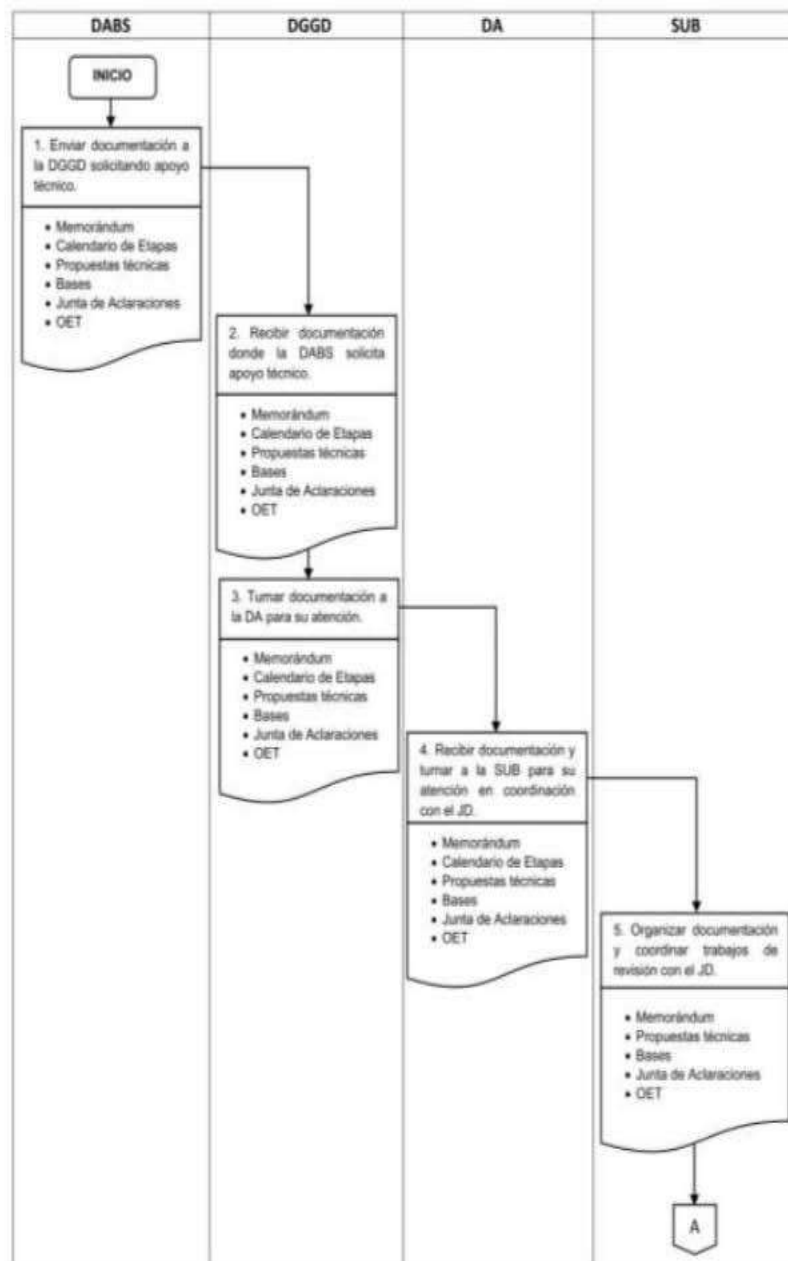 DABS
DGGD
DA
SUB
INICIO
1. Enviar documentación a
la DGGD solicitando apoyo
técnico.
• Memorándum
• Calendario de Etapas
• Propuestas técnicas
• Bases
• Junta de Aclaraciones
• OET
2. Recibir documentación
donde la DABS solicita
apoyo técnico.
• Memorándum
• Calendario de Etapas
• Propuestas técnicas
• Bases
• Junta de Aclaraciones
• OET
3. Turnar documentación a
la DA para su atención.
• Memorándum
• Calendario de Etapas
• Propuestas técnicas
• Bases
• Junta de Aclaraciones
• OET
4. Recibir documentación y
turnar a la SUB para su
atención en coordinación
con el JD.
• Memorándum
• Calendario de Etapas
• Propuestas técnicas
• Bases
• Junta de Aclaraciones
• OET
5. Organizar documentación
y coordinar trabajos de
revisión con el JD.
• Memorándum
• Propuestas técnicas
• Bases
• Junta de Aclaraciones
• OET
A